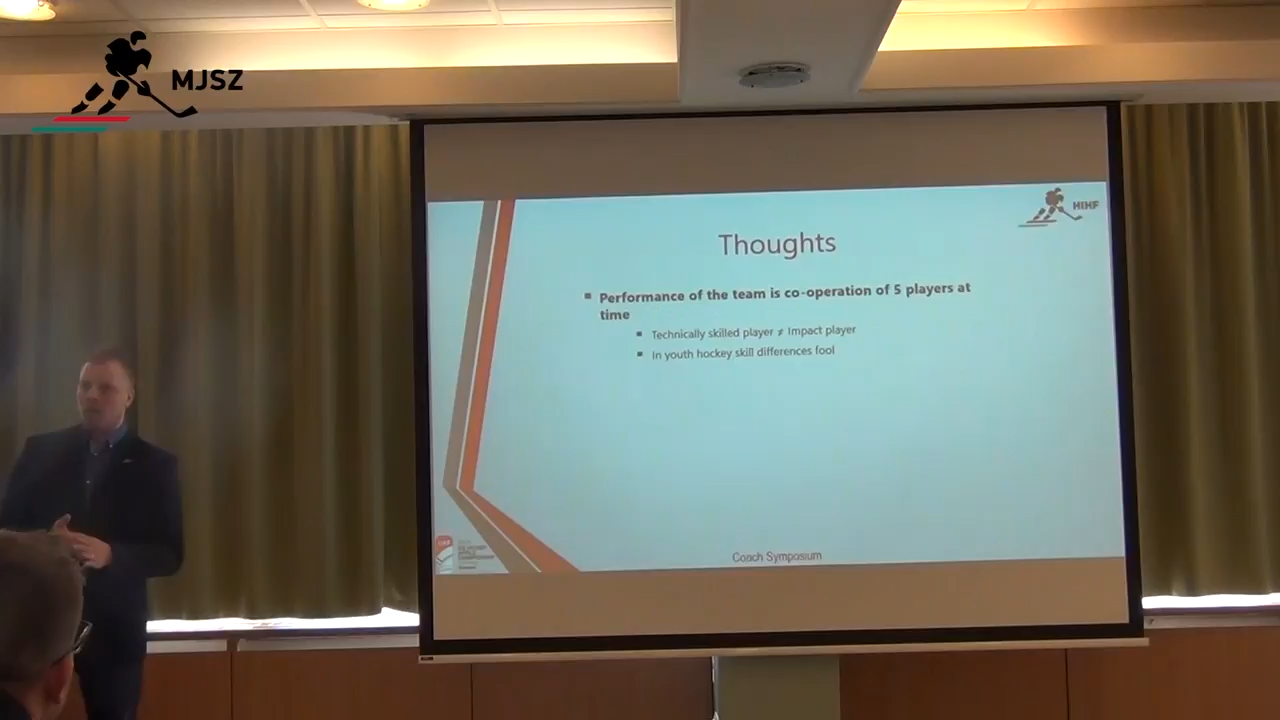 MJSZ
HIHF
Thoughts
Performance of the team is co-operation of 5 players at
time
Technically skilled player ≠ Impact player
In youth hockey skill differences fool
Coach Symposium